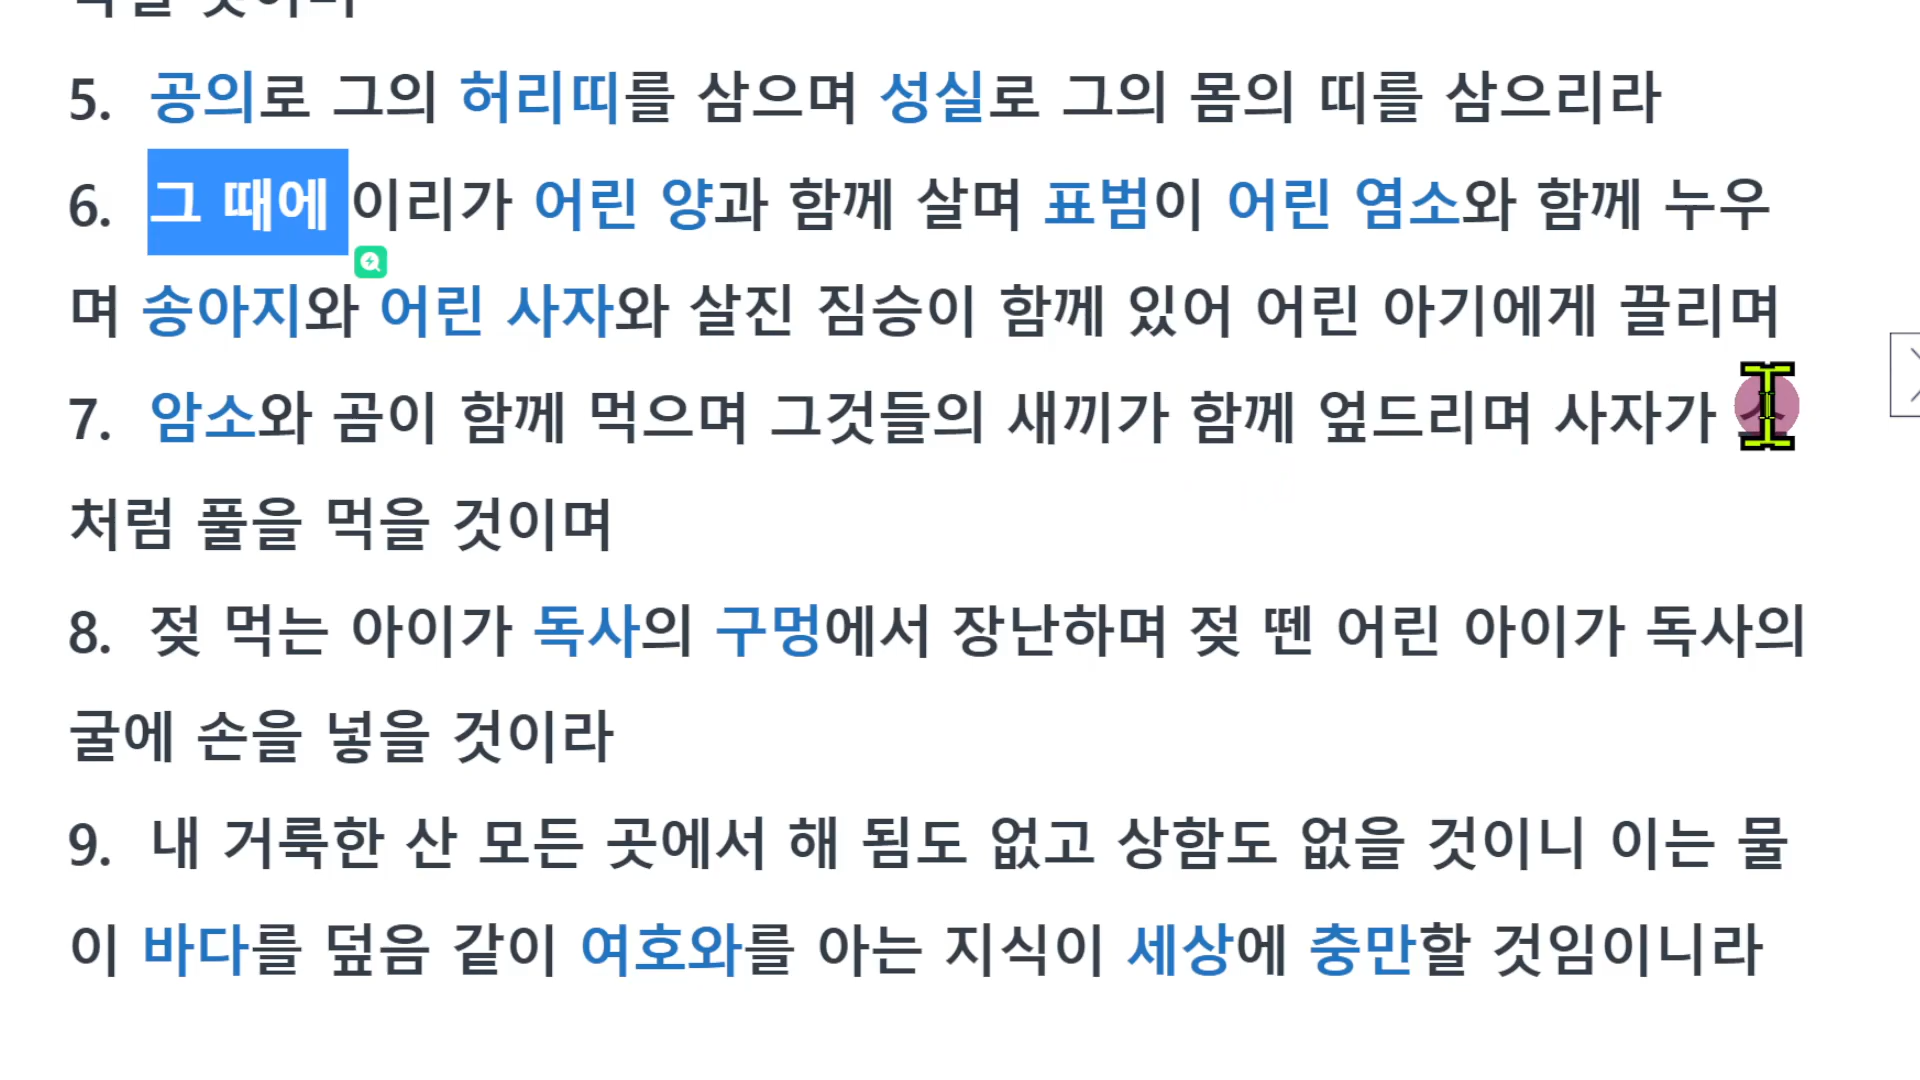 5. 공의로 그의 허리띠를 삼으며 성실로 그의 몸의 띠를 삼으리라
6. 그 때에 이리가 어린 양과 함께 살며 표범이 어린 염소와 함께 누우
며 송아지와 어린 사자와 살진 짐승이 함께 있어 어린 아기에게 끌리며
7. 암소와 곰이 함께 먹으며 그것들의 새끼가 함께 엎드리며 사자가 소
처럼 풀을 먹을 것이며
8. 젖 먹는 아이가 독사의 구멍에서 장난하며 젖 뗀 어린 아이가 독사의
굴에 손을 넣을 것이라
9. 내 거룩한 산 모든 곳에서 해 됨도 없고 상함도 없을 것이니 이는 물
이 바다를 덮음 같이 여호와를 아는 지식이 세상에 충만할 것임이니라